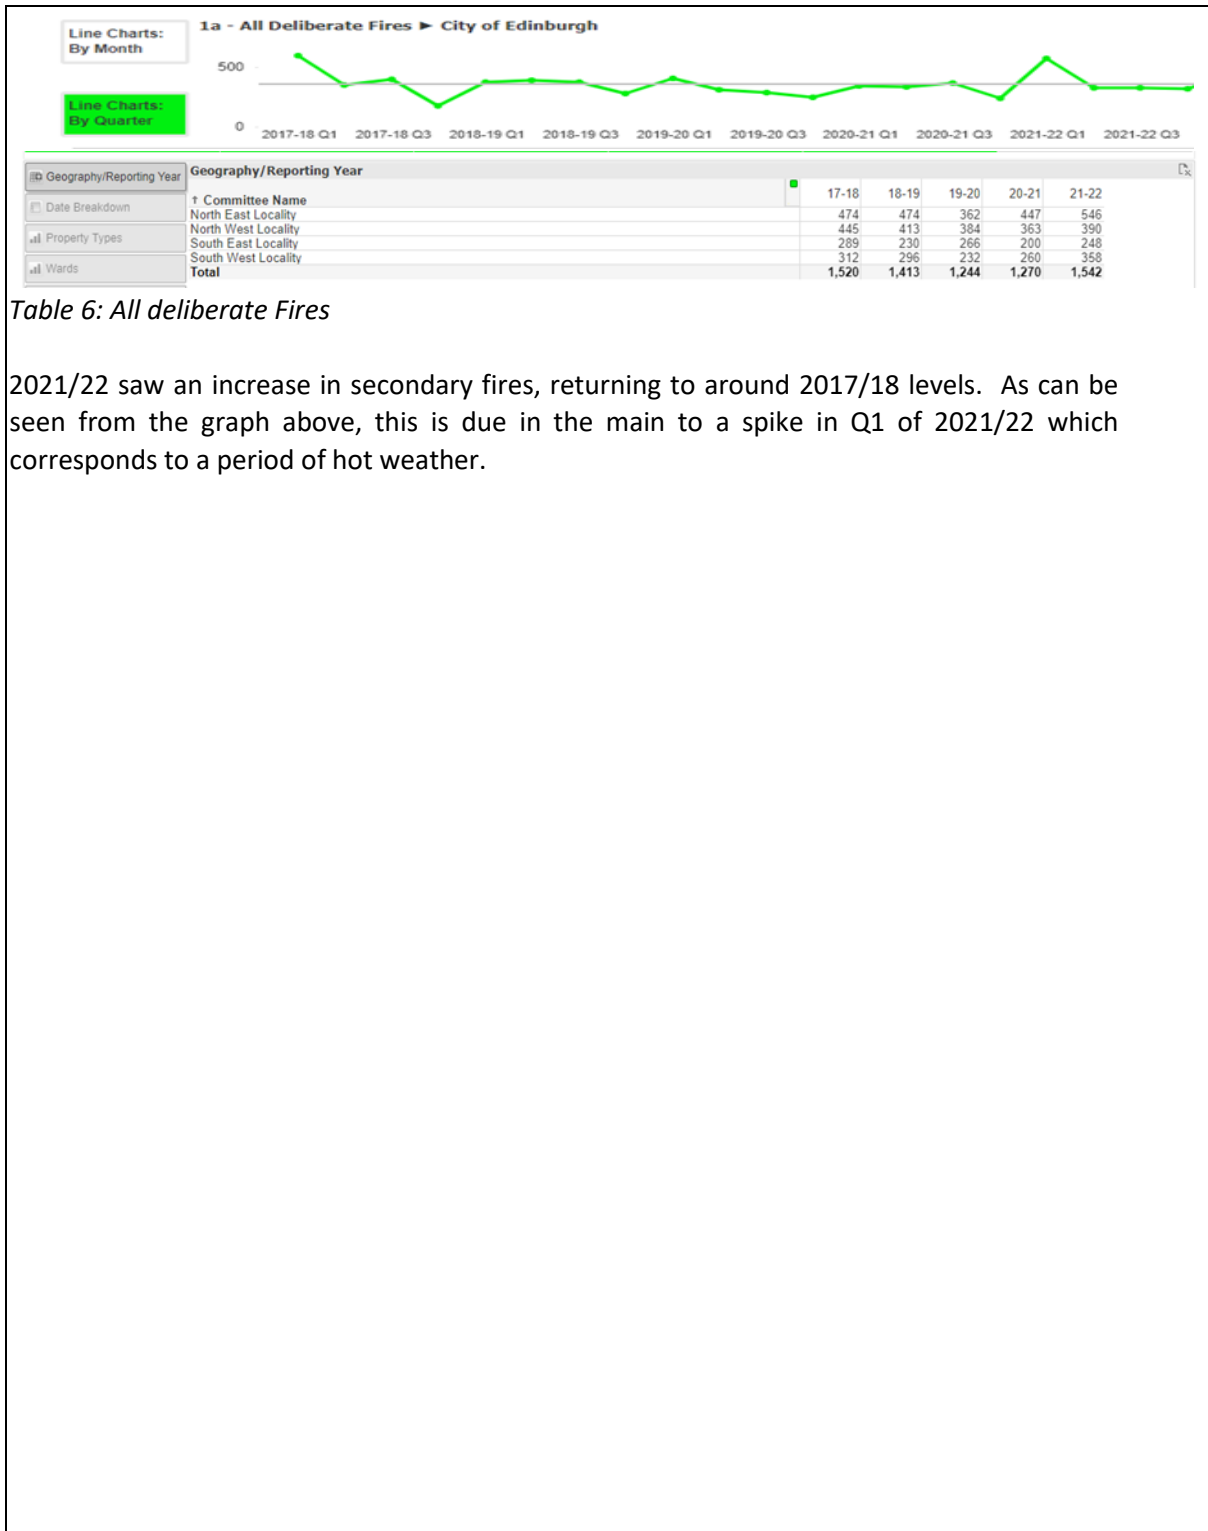 Line Charts:
By Month
1a - All Deliberate Fires ► City of Edinburgh
500
Line Charts:
By Quarter
0
2017-18 Q1 2017-18 Q3 2018-19 Q1 2018-19 Q3 2019-20 Q1 2019-20 Q3 2020-21 Q1 2020-21 Q3 2021-22 Q1 2021-22 Q3
Geography/Reporting Year
Date Breakdown
Property Types
Wards
Geography/Reporting Year
↑ Committee Name 17-18 18-19 19-20 20-21 21-22
North East Locality 474 474 362 447 546
North West Locality 445 413 384 363 390
South East Locality 289 230 266 200 248
South West Locality 312 296 232 260 358
Total 1,520 1,413 1,244 1,270 1,542
Table 6: All deliberate Fires
2021/22 saw an increase in secondary fires, returning to around 2017/18 levels. As can be
seen from the graph above, this is due in the main to a spike in Q1 of 2021/22 which
corresponds to a period of hot weather.